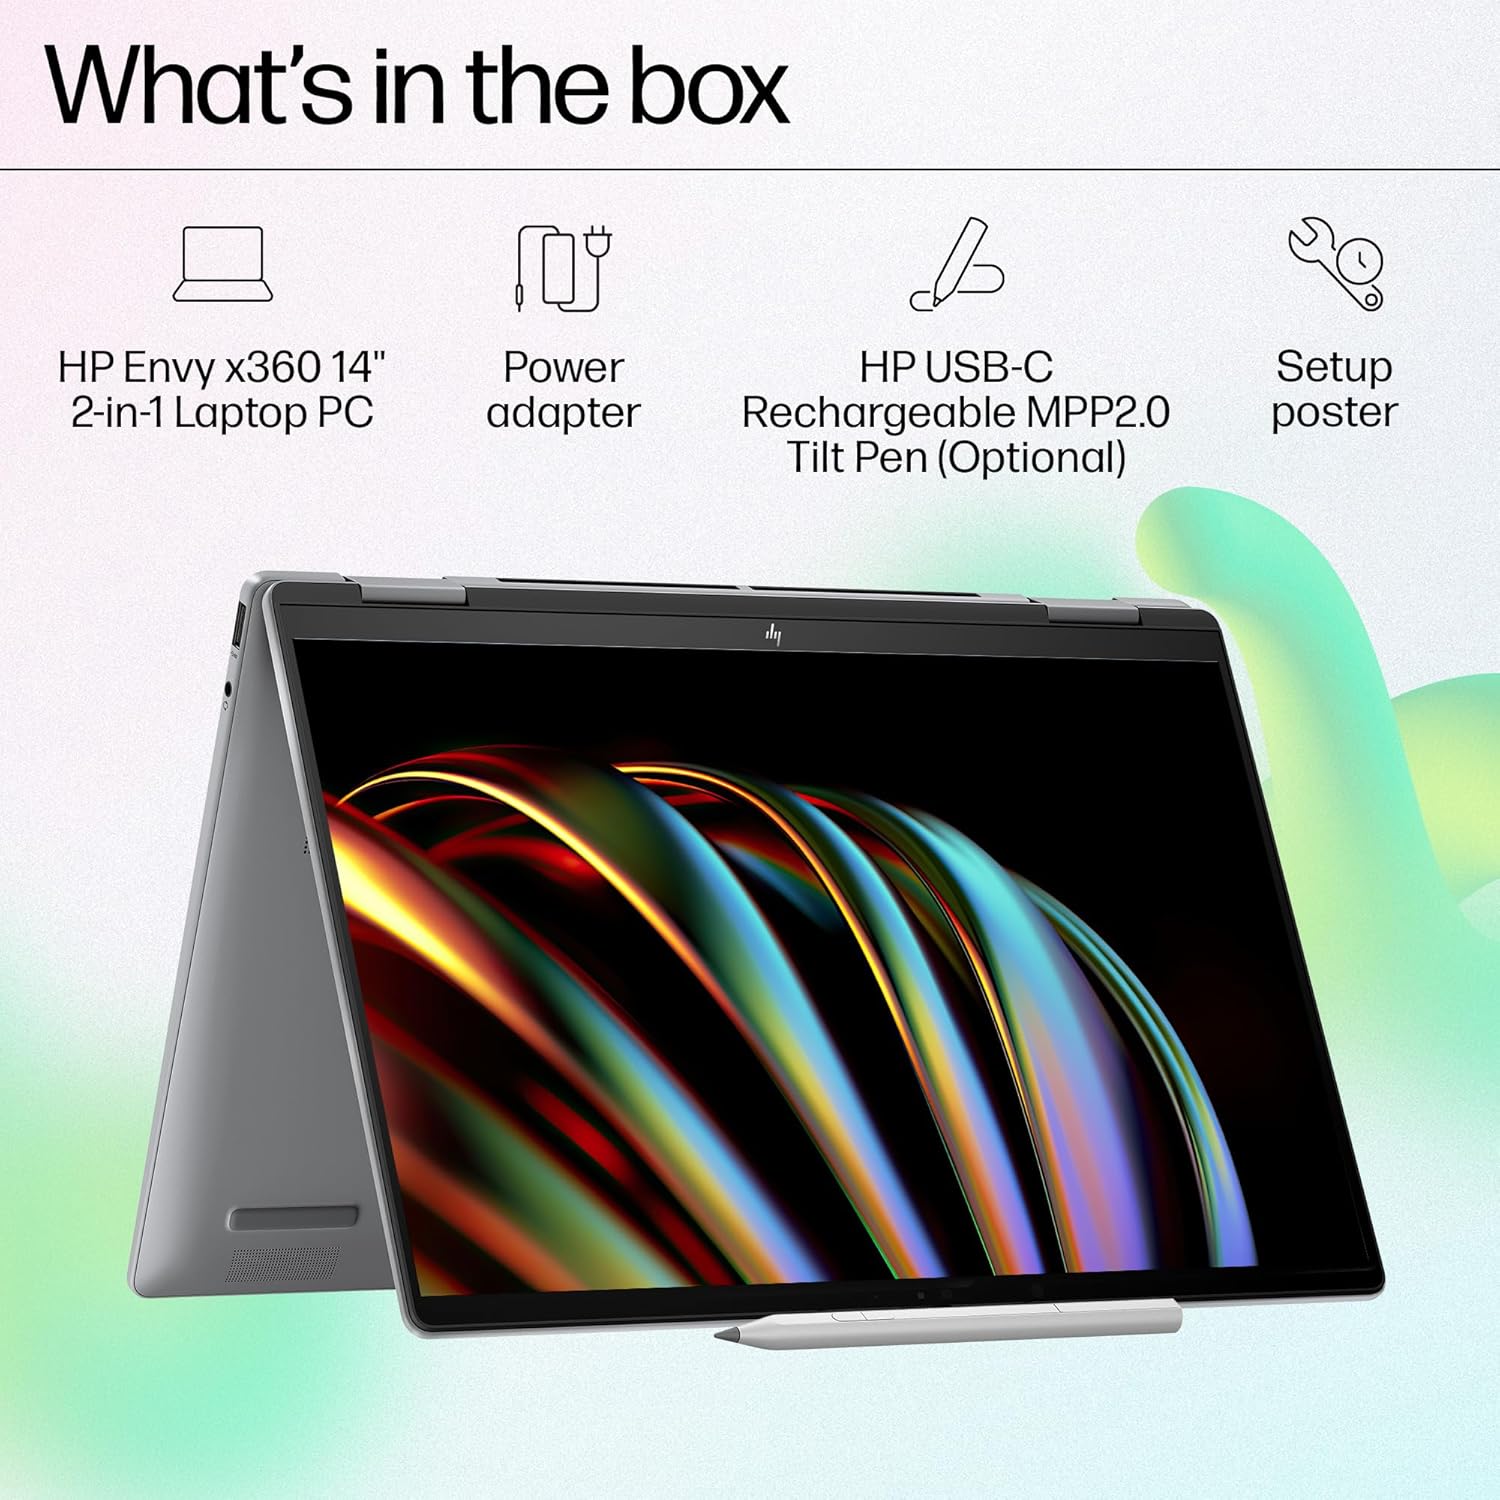 What's in the box
HP Envy x360 14"
2-in-1 Laptop PC
Power
adapter
HP USB-C
Rechargeable MPP2.0
Tilt Pen (Optional)
Setup
poster
hp